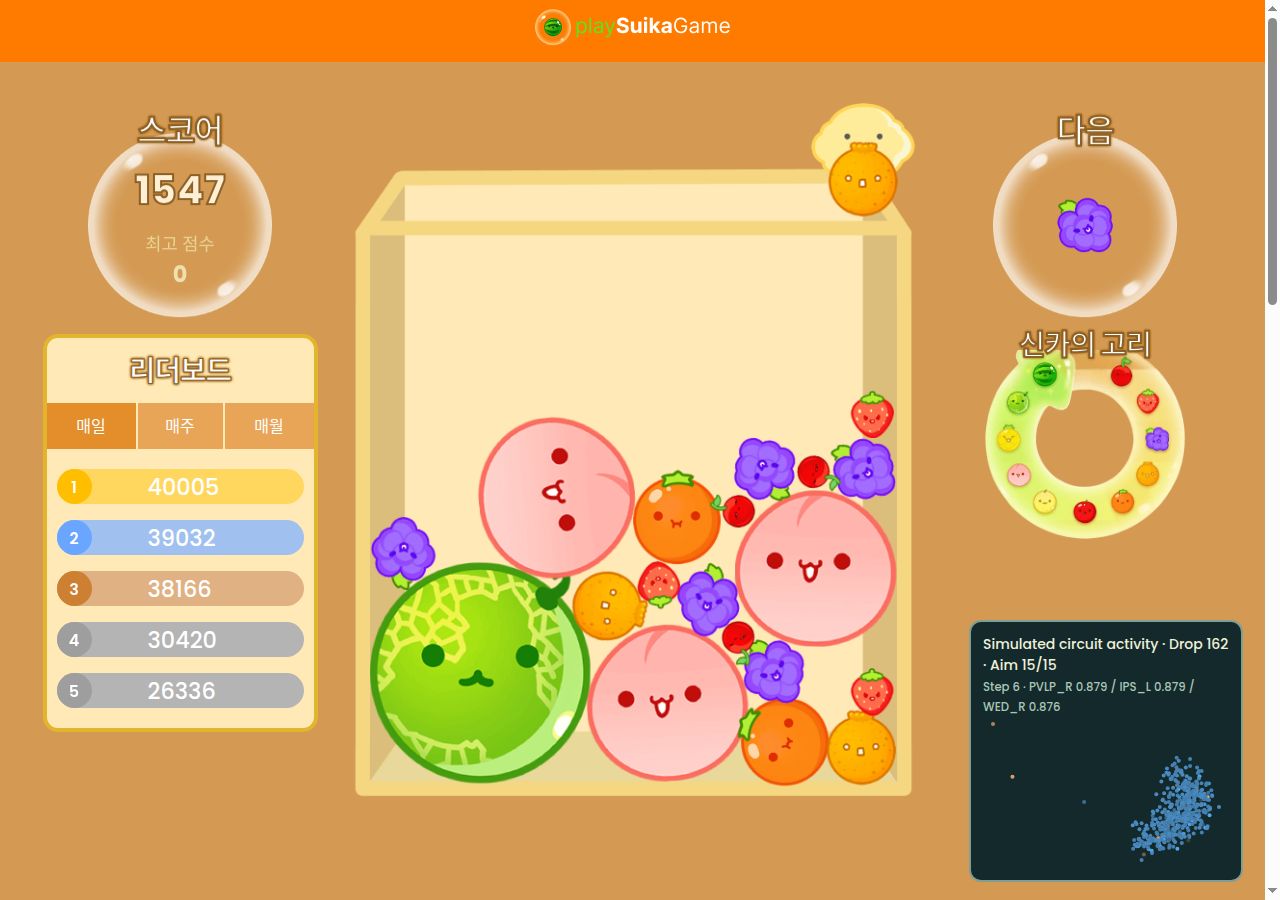 playSuikaGame
스코어
1547
최고 점수
0
리더보드
매일 매주 매월
1 40005
2 39032
3 38166
4 30420
5 26336
다음
신카의 고리
Simulated circuit activity · Drop 162
· Aim 15/15
Step 6 · PVLP_R 0.879 / IPS_L 0.879 /
WED_R 0.876